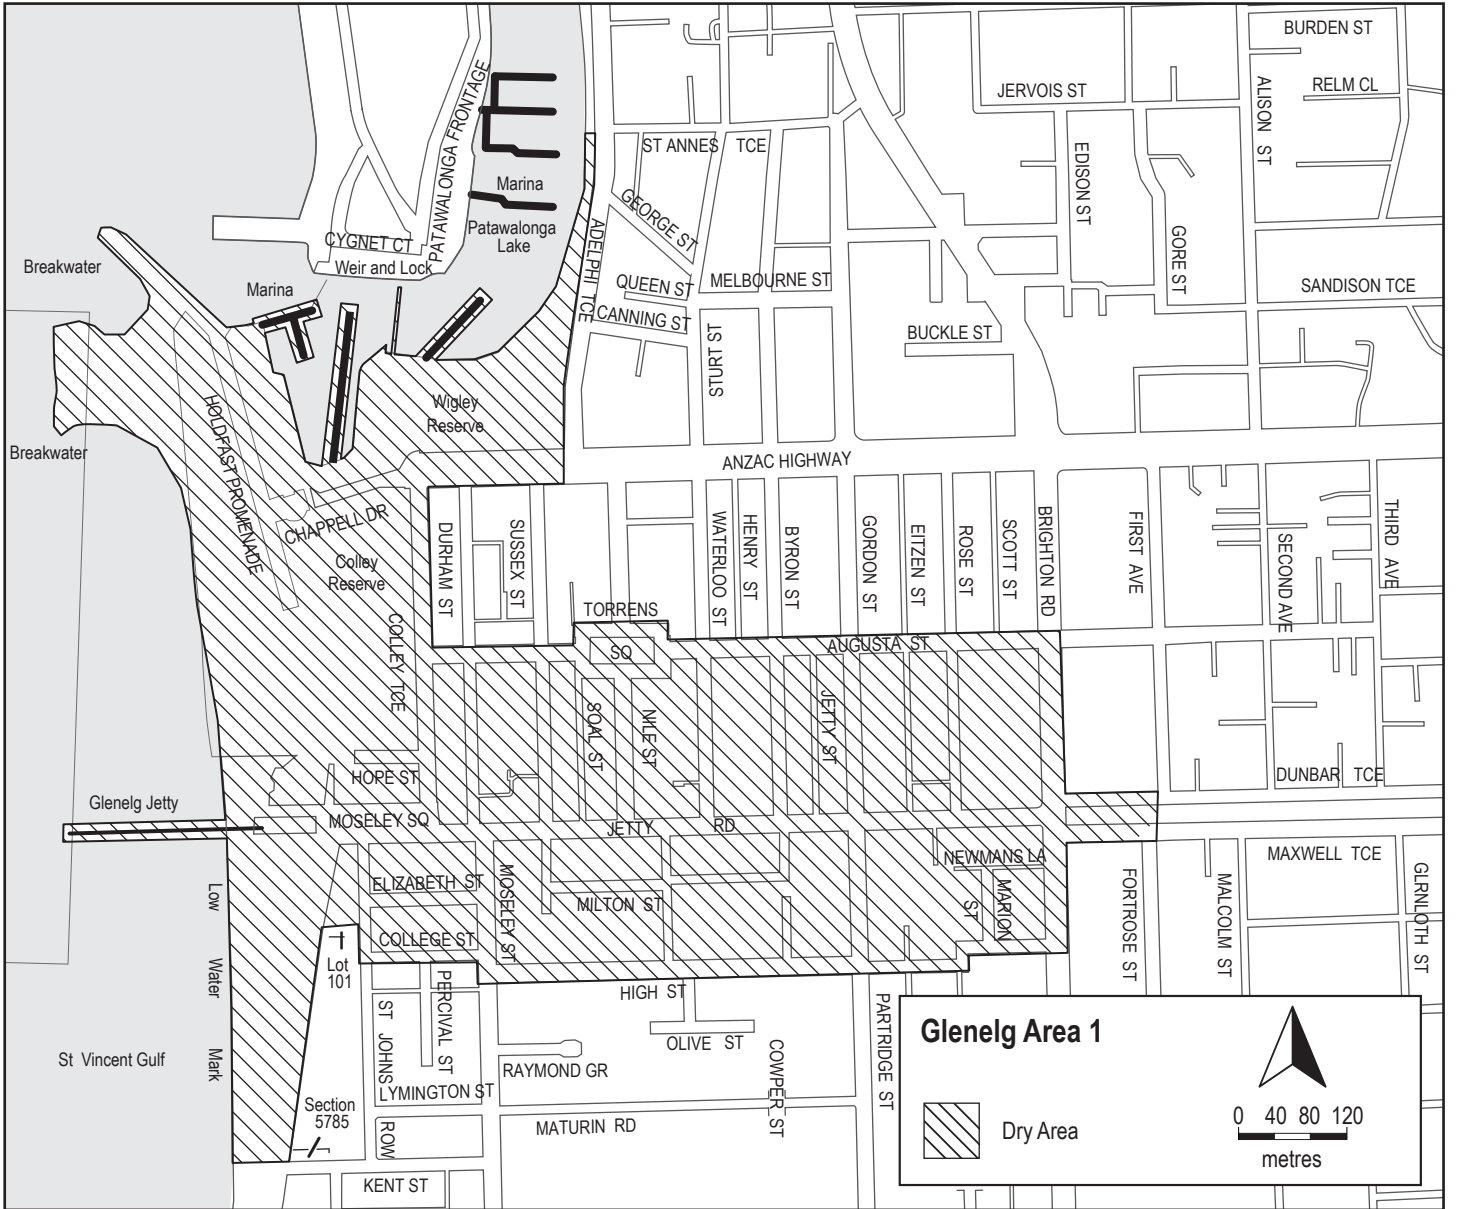 BURDEN ST
RELM CL
JERVOIS ST
ALISON ST
PATAWALONGA FRONTAGE
ST ANNES TCE
EDISON ST
Marina
GEORGE ST
Patawalonga
Lake
ADELPHI TCE
CYGNET CT
GORE ST
Breakwater
Weir and Lock
Marina
QUEEN ST
MELBOURNE ST
SANDISON TCE
CANNING ST
BUCKLE ST
STURT ST
HOLDFAST PROMENADE
Wigley
Reserve
Breakwater
ANZAC HIGHWAY
CHAPPELL DR
DURHAM ST
SUSSEX ST
WATERLOO ST
HENRY ST
BYRON ST
GORDON ST
EITZEN ST
ROSE ST
SCOTT ST
BRIGHTON RD
FIRST AVE
SECOND AVE
THIRD AVE
Colley
Reserve
TORRENS
SQ
AUGUSTA ST
COLLEY TCE
SOAL ST
NILE ST
JETTY ST
HOPE ST
DUNBAR TCE
Glenelg Jetty
MOSELEY SQ
JETTY RD
NEWMANS LA
MAXWELL TCE
ELIZABETH ST
MOSELEY ST
MILTON ST
MARION
ST
FORTROSE ST
MALCOLM ST
GLRNLOTH ST
Low Water Mark
COLLEGE ST
Lot
101
PERCIVAL ST
HIGH ST
ST JOHNS ROW
OLIVE ST
PARTRIDGE ST
COWPER ST
St Vincent Gulf
RAYMOND GR
LYMINGTON ST
Section
5785
MATURIN RD
KENT ST
Glenelg Area 1
Dry Area
0 40 80 120
metres